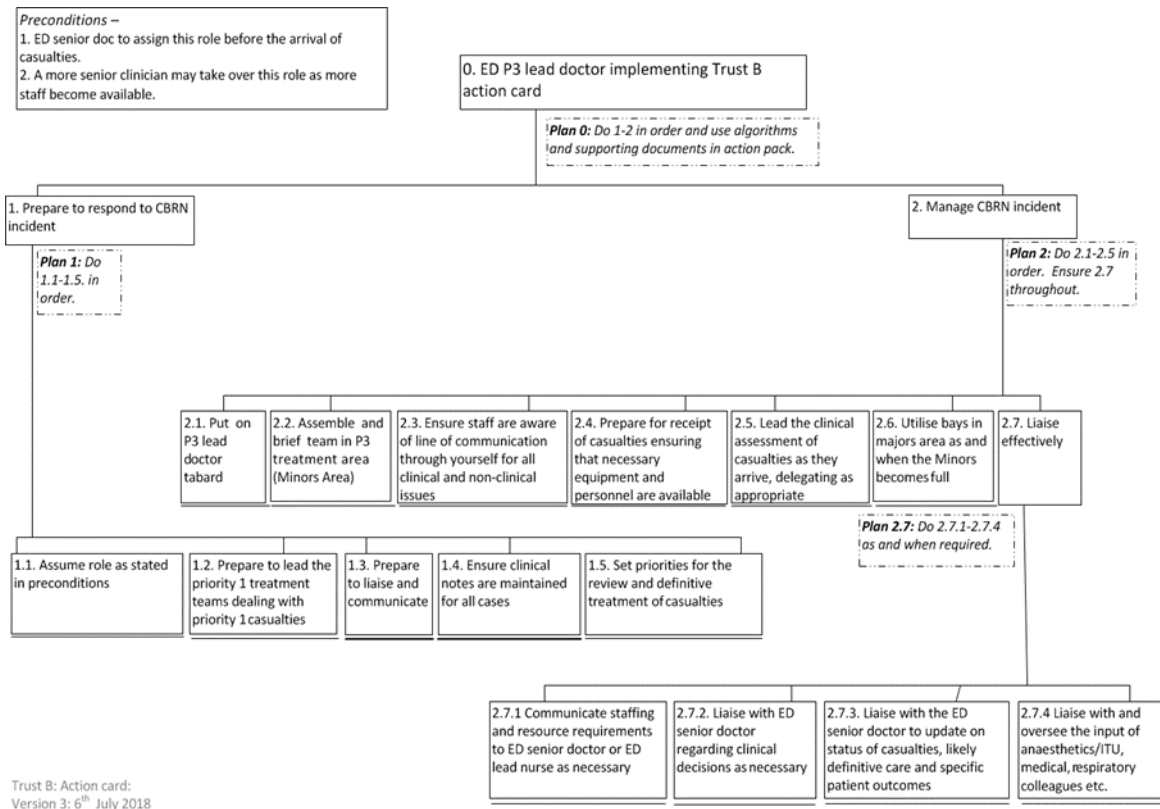 Preconditions –
1. ED senior doc to assign this role before the arrival of
casualties.
2. A more senior clinician may take over this role as more
staff become available.
0. ED P3 lead doctor implementing Trust B
action card
Plan 0: Do 1-2 in order and use algorithms
and supporting documents in action pack.
1. Prepare to respond to CBRN
incident
Plan 1: Do
1.1-1.5. in
order.
2. Manage CBRN incident
Plan 2: Do 2.1-2.5 in
order. Ensure 2.7
throughout.
2.1. Put on
P3 lead
doctor
tabard
2.2. Assemble and
brief team in P3
treatment area
(Minors Area)
2.3. Ensure staff are aware
of line of communication
through yourself for all
clinical and non-clinical
issues
2.4. Prepare for receipt
of casualties ensuring
that necessary
equipment and
personnel are available
2.5. Lead the clinical
assessment of
casualties as they
arrive, delegating as
appropriate
2.6. Utilise bays in
majors area as and
when the Minors
becomes full
2.7. Liaise
effectively
Plan 2.7: Do 2.7.1-2.7.4
as and when required.
1.1. Assume role as stated
in preconditions
1.2. Prepare to lead the
priority 1 treatment
teams dealing with
priority 1 casualties
1.3. Prepare
to liaise and
communicate
1.4. Ensure clinical
notes are maintained
for all cases
1.5. Set priorities for the
review and definitive
treatment of casualties
2.7.1 Communicate staffing
and resource requirements
to ED senior doctor or ED
lead nurse as necessary
2.7.2. Liaise with ED
senior doctor
regarding clinical
decisions as necessary
2.7.3. Liaise with the ED
senior doctor to update on
status of casualties, likely
definitive care and specific
patient outcomes
2.7.4 Liaise with and
oversee the input of
anaesthetics/ITU,
medical, respiratory
colleagues etc.
Trust B: Action card:
Version 3: 6th July 2018